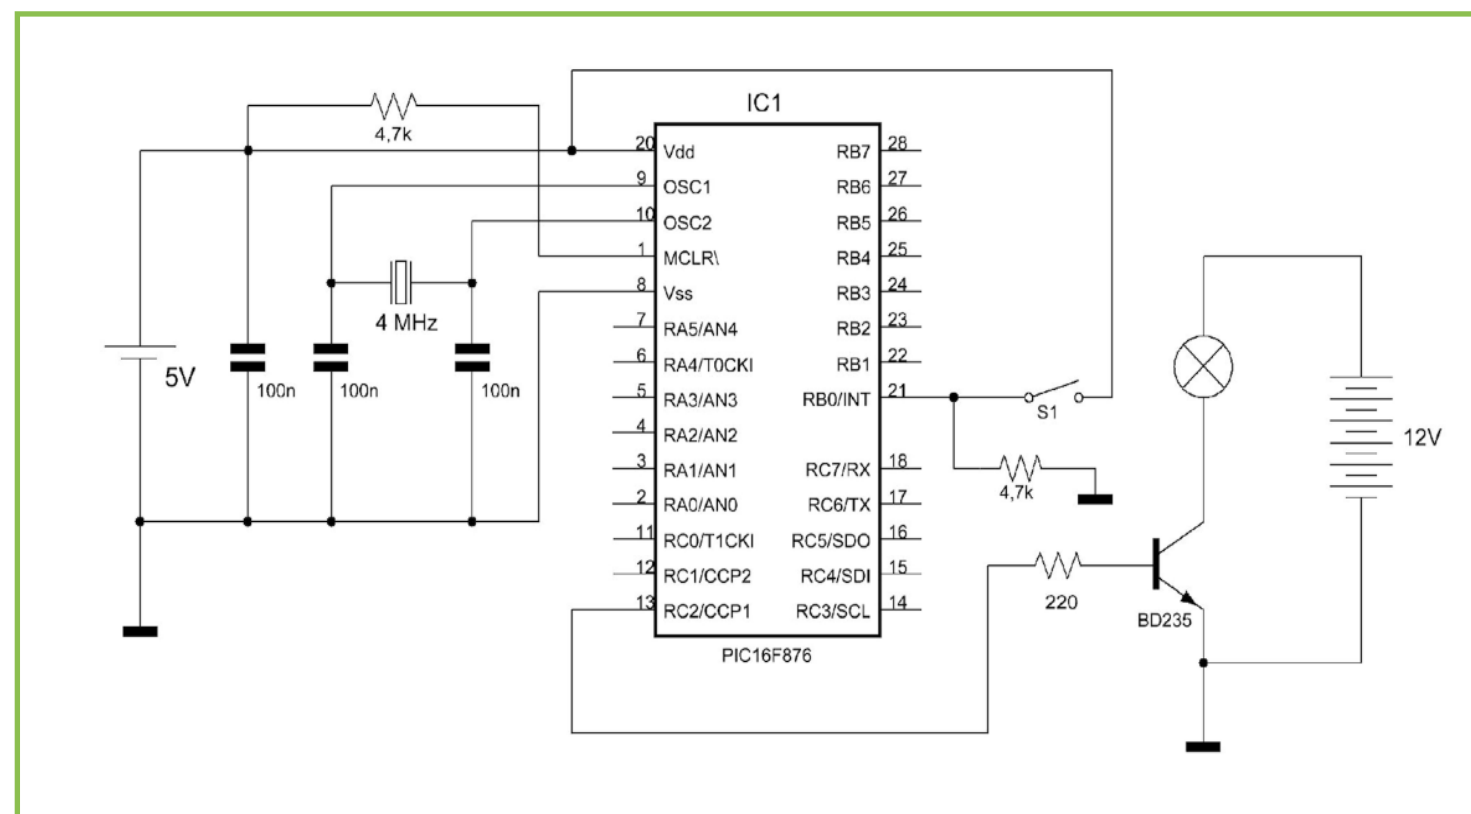 IC1
4,7k
20 Vdd
9 OSC1
10 OSC2
1 MCLR\
8 Vss
7 RA5/AN4
6 RA4/T0CKI
5 RA3/AN3
4 RA2/AN2
3 RA1/AN1
2 RA0/AN0
11 RC0/T1CKI
12 RC1/CCP2
13 RC2/CCP1
RB7 28
RB6 27
RB5 26
RB4 25
RB3 24
RB2 23
RB1 22
RB0/INT 21
RC7/RX 18
RC6/TX 17
RC5/SDO 16
RC4/SDI 15
RC3/SCL 14
PIC16F876
4 MHz
5V
100n
100n
100n
S1
4,7k
220
BD235
12V